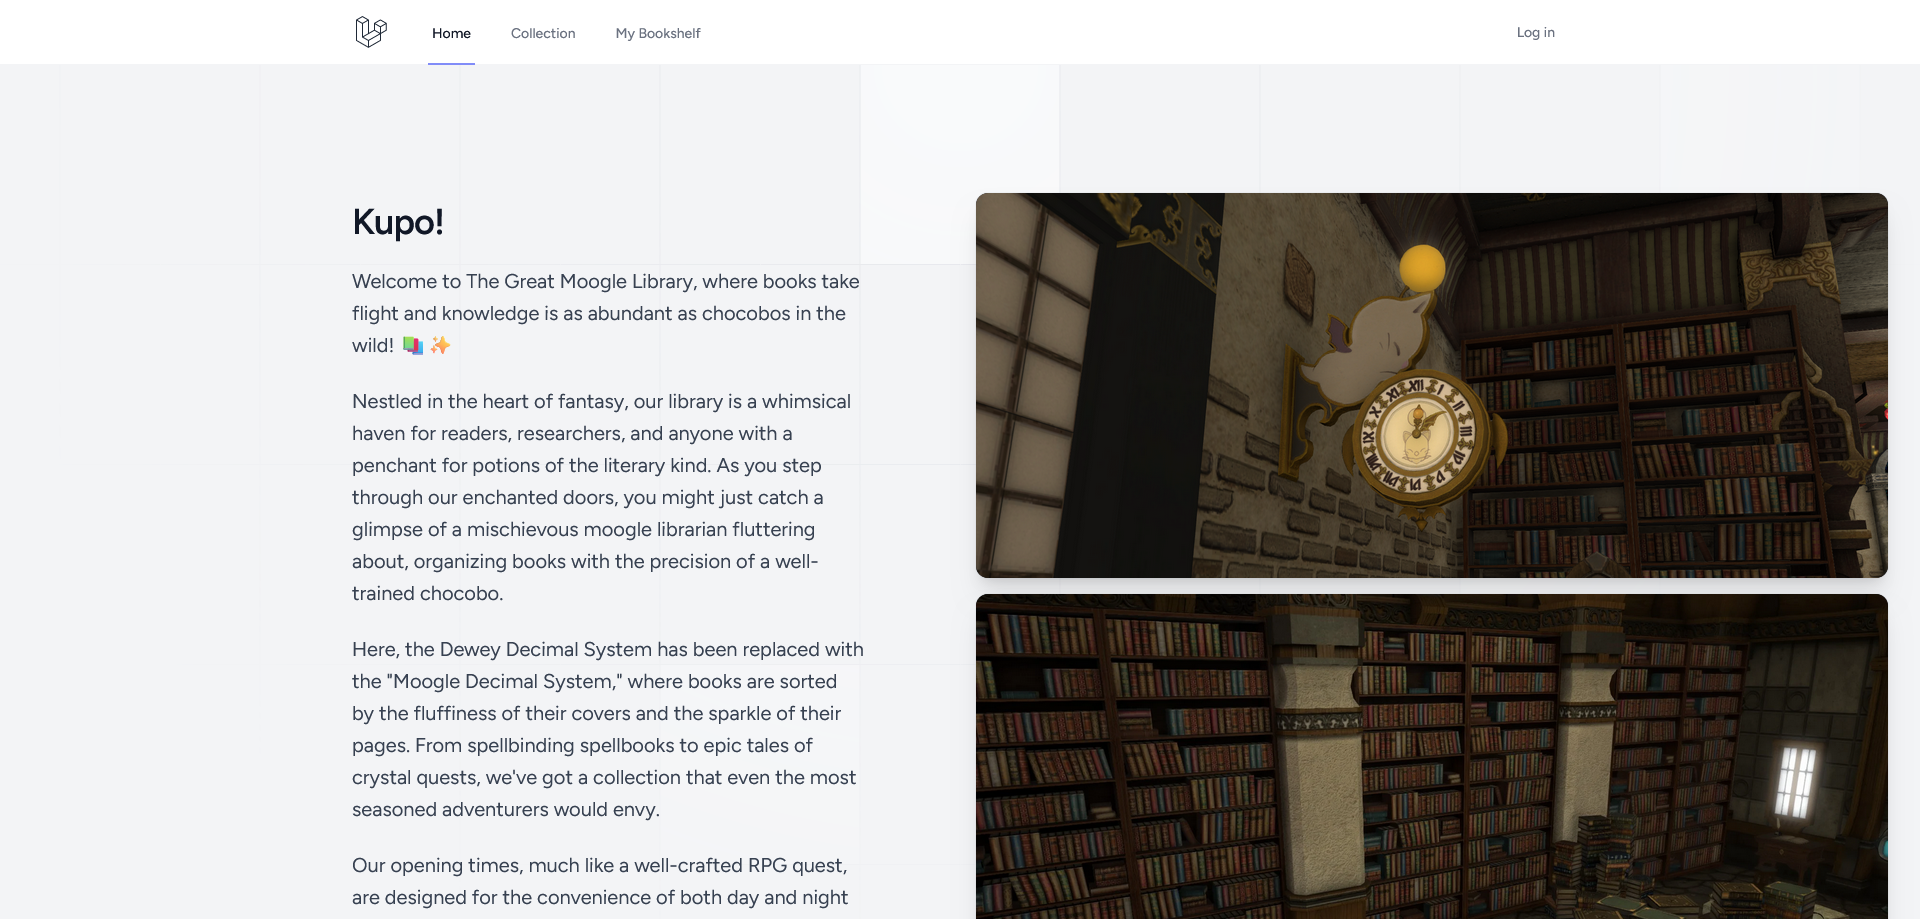 Home
Collection
My Bookshelf
Log in
Kupo!
Welcome to The Great Moogle Library, where books take
flight and knowledge is as abundant as chocobos in the
wild! 📚 ✨
Nestled in the heart of fantasy, our library is a whimsical
haven for readers, researchers, and anyone with a
penchant for potions of the literary kind. As you step
through our enchanted doors, you might just catch a
glimpse of a mischievous moogle librarian fluttering
about, organizing books with the precision of a well-
trained chocobo.
Here, the Dewey Decimal System has been replaced with
the "Moogle Decimal System," where books are sorted
by the fluffiness of their covers and the sparkle of their
pages. From spellbinding spellbooks to epic tales of
crystal quests, we've got a collection that even the most
seasoned adventurers would envy.
Our opening times, much like a well-crafted RPG quest,
are designed for the convenience of both day and night